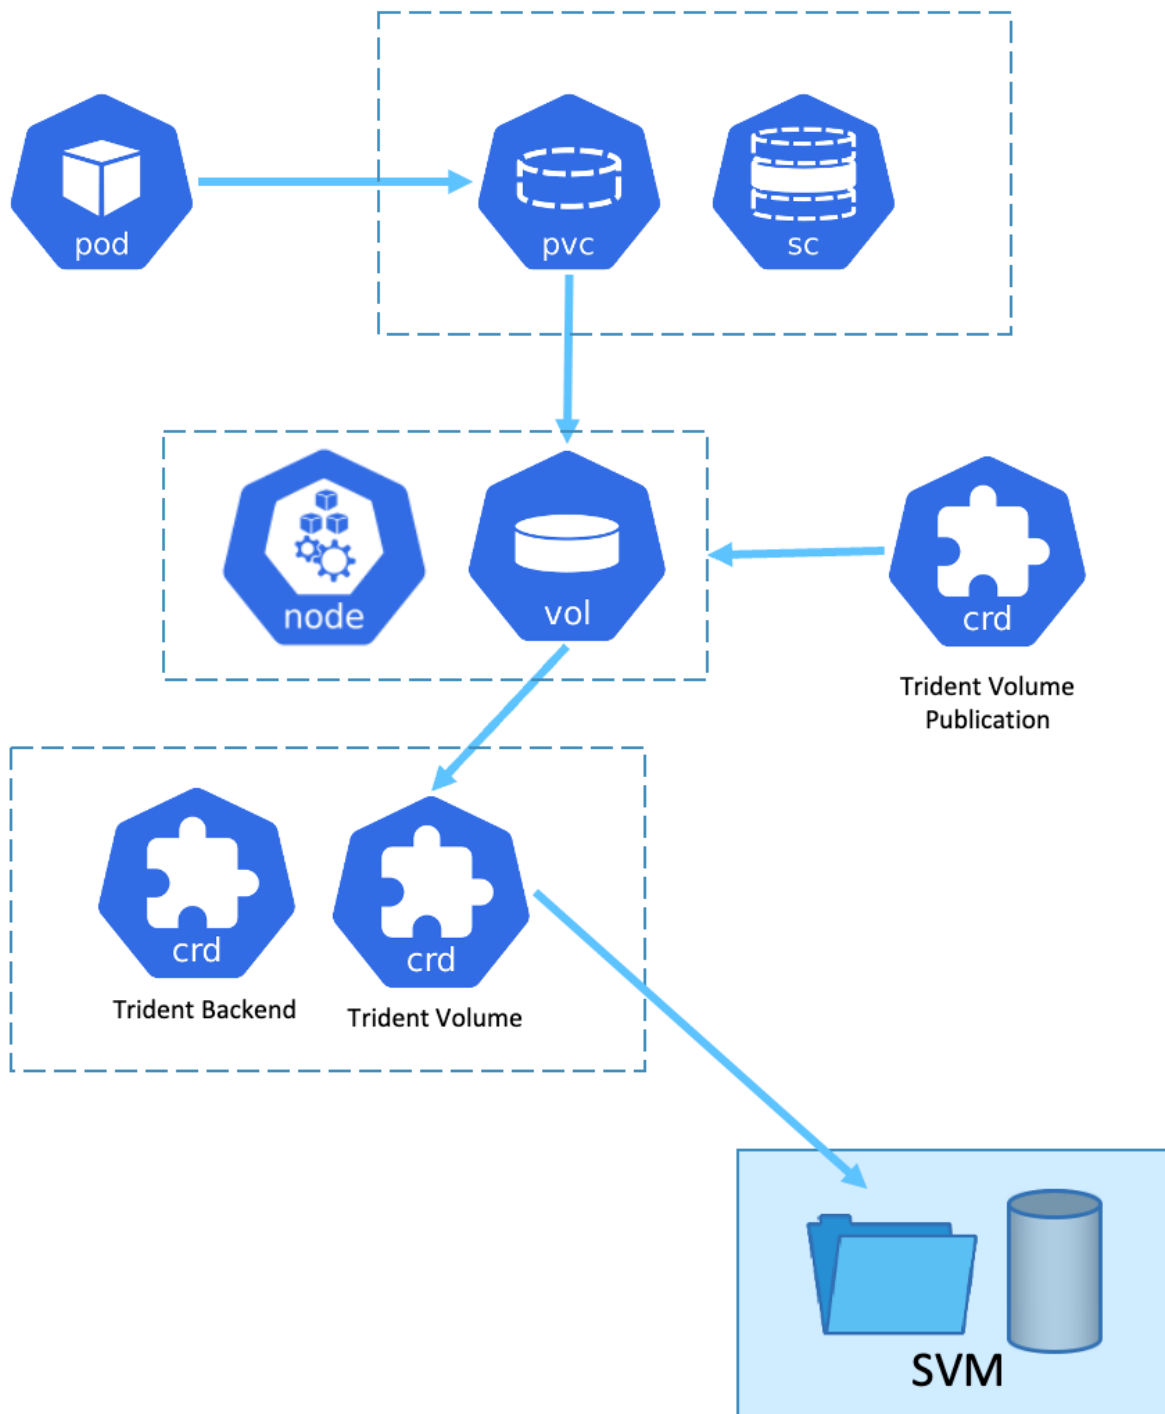 pod
pvc
sc
node
vol
crd
Trident Volume
Publication
crd
Trident Backend
crd
Trident Volume
SVM